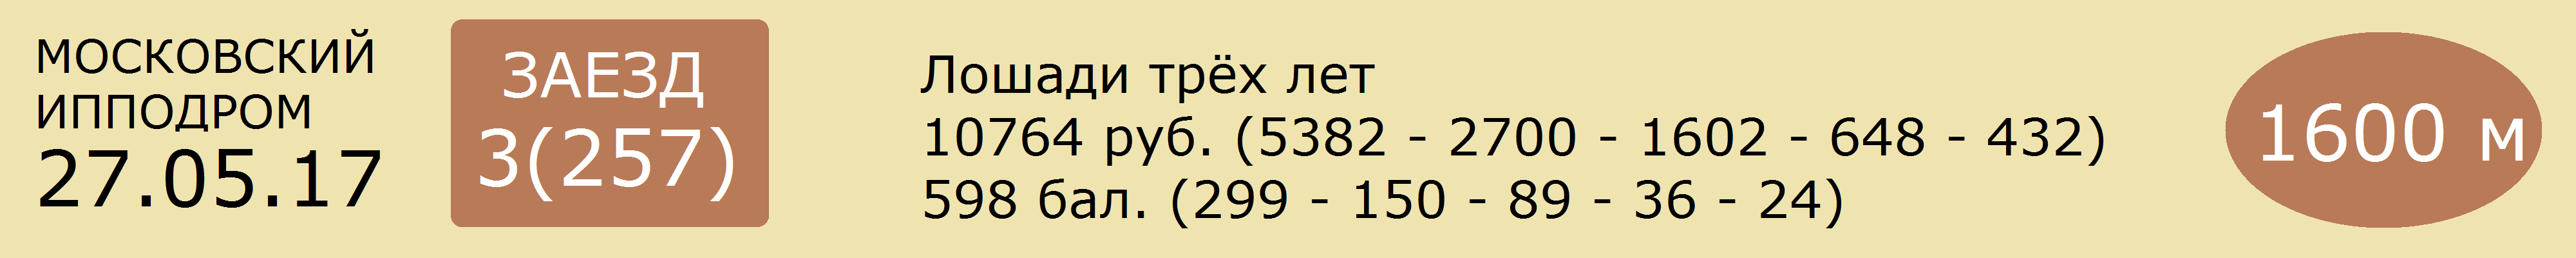 МОСКОВСКИЙ
ИППОДРОМ
27.05.17
ЗАЕЗД
3(257)
Лошади трёх лет
10764 руб. (5382 - 2700 - 1602 - 648 - 432)
598 бал. (299 - 150 - 89 - 36 - 24)
1600 м